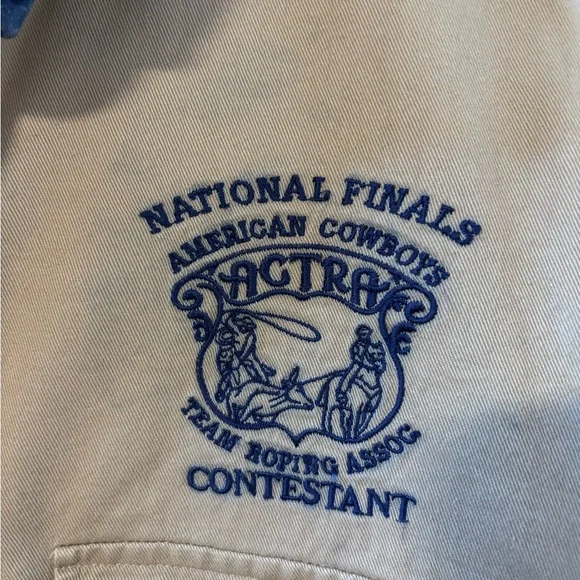 NATIONAL FINALS
AMERICAN COWBOYS
ACTRA
TEAM ROPING ASSOC
CONTESTANT